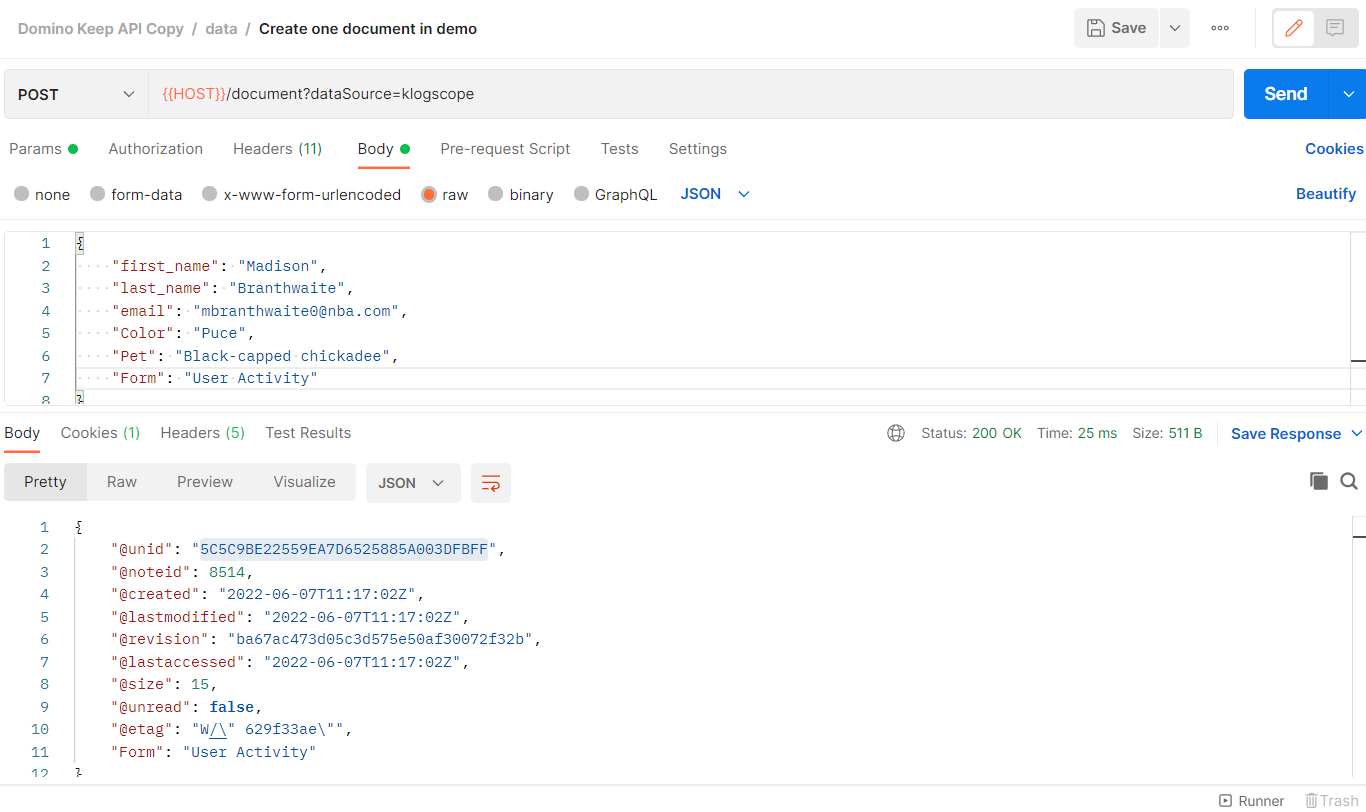 Domino Keep API Copy / data / Create one document in demo
Save
POST {{HOST}}/document?dataSource=klogscope Send
Params Authorization Headers (11) Body Pre-request Script Tests Settings Cookies
none form-data x-www-form-urlencoded raw binary GraphQL JSON Beautify
1 {
2 "first_name": "Madison",
3 "last_name": "Branthwaite",
4 "email": "mbranthwaite0@nba.com",
5 "Color": "Puce",
6 "Pet": "Black-capped chickadee",
7 "Form": "User Activity"
8 }
Body Cookies (1) Headers (5) Test Results Status: 200 OK Time: 25 ms Size: 511 B Save Response
Pretty Raw Preview Visualize JSON
1 {
2 "@unid": "5C5C9BE22559EA7D6525885A003DFBFF",
3 "@noteid": 8514,
4 "@created": "2022-06-07T11:17:02Z",
5 "@lastmodified": "2022-06-07T11:17:02Z",
6 "@revision": "ba67ac473d05c3d575e50af30072f32b",
7 "@lastaccessed": "2022-06-07T11:17:02Z",
8 "@size": 15,
9 "@unread": false,
10 "@etag": "W/\" 629f33ae\"",
11 "Form": "User Activity"
12 }
Runner Trash